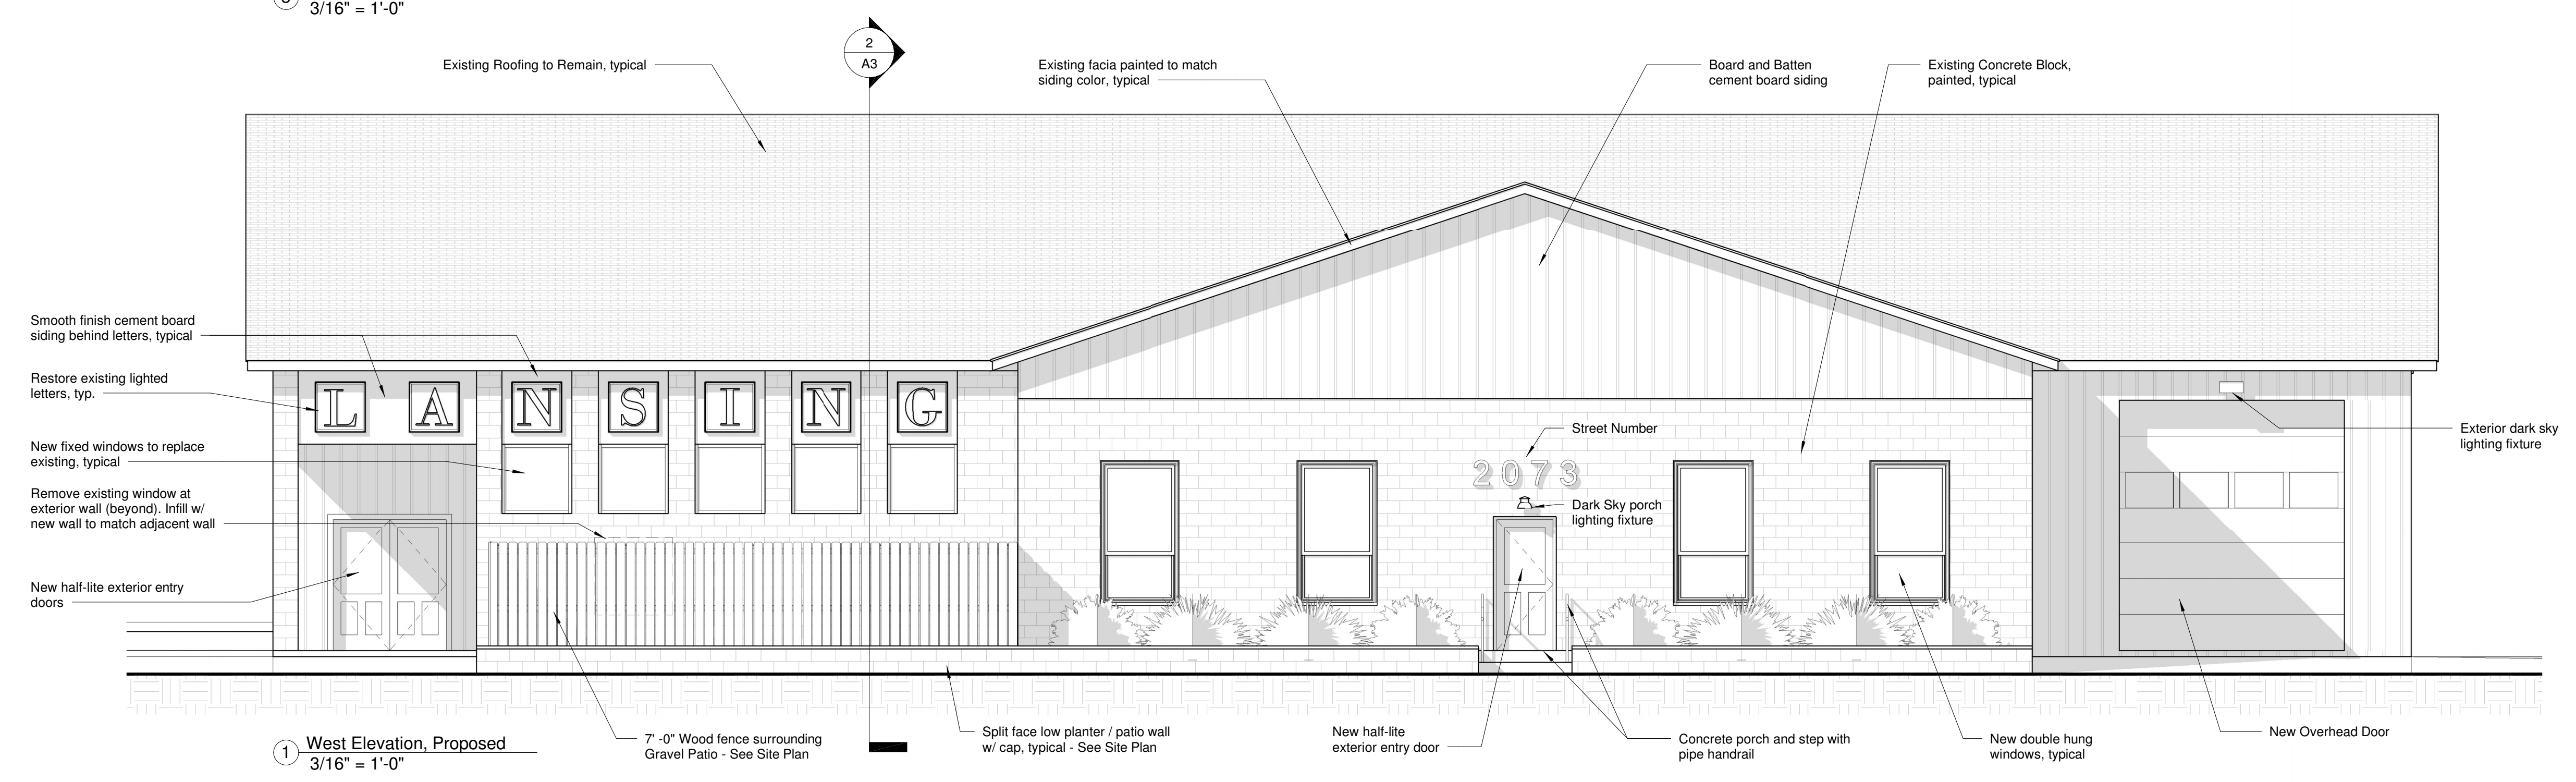 3/16" = 1'-0"
2
A3
Existing Roofing to Remain, typical
Existing facia painted to match
siding color, typical
Board and Batten
cement board siding
Existing Concrete Block,
painted, typical
Smooth finish cement board
siding behind letters, typical
Restore existing lighted
letters, typ.
L A N S I N G
New fixed windows to replace
existing, typical
Remove existing window at
exterior wall (beyond). Infill w/
new wall to match adjacent wall
New half-lite exterior entry
doors
Street Number
2073
Dark Sky porch
lighting fixture
Exterior dark sky
lighting fixture
1
West Elevation, Proposed
3/16" = 1'-0"
7' -0" Wood fence surrounding
Gravel Patio - See Site Plan
Split face low planter / patio wall
w/ cap, typical - See Site Plan
New half-lite
exterior entry door
Concrete porch and step with
pipe handrail
New double hung
windows, typical
New Overhead Door